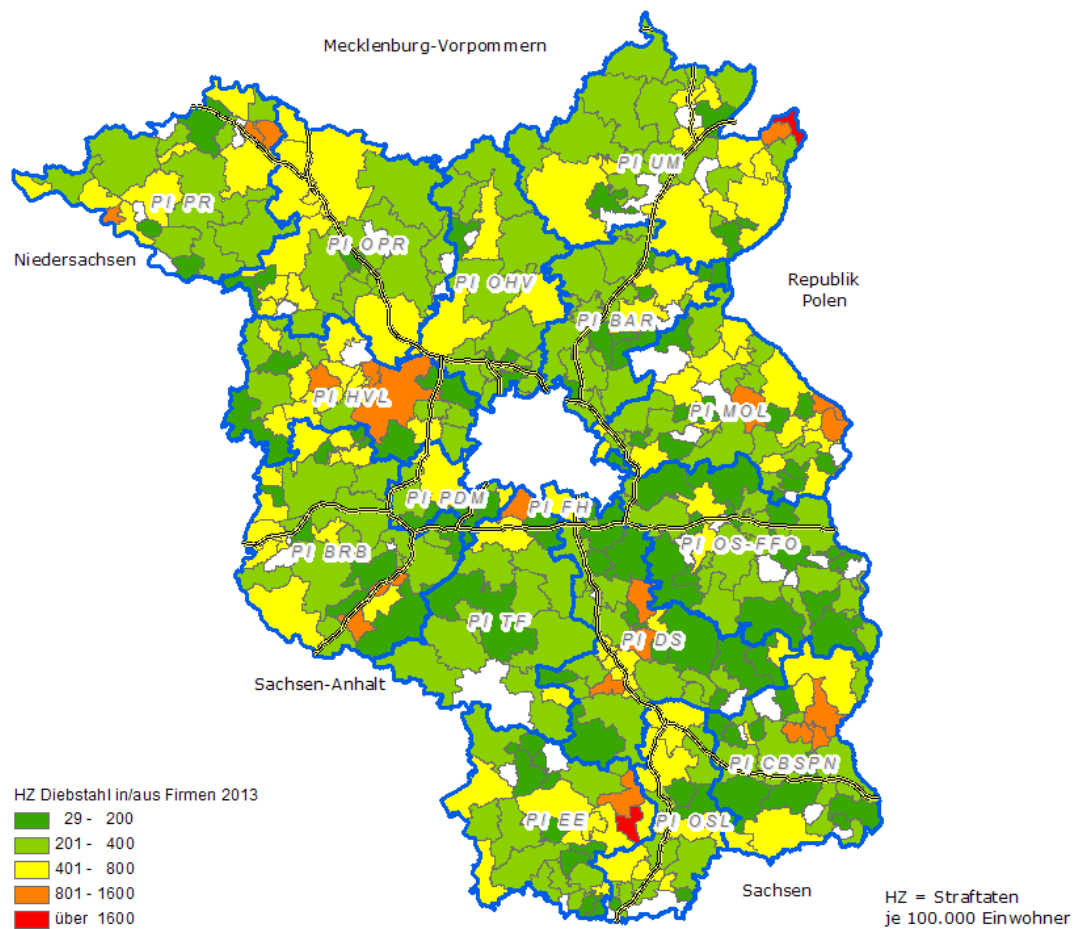 Mecklenburg-Vorpommern
PI UM
PI PR
PI OPR
Niedersachsen
PI OHV
Republik
Polen
PI BAR
PI HVL
PI MOL
PI PDM
PI FH
PI BRB
PI OS-FFO
PI TF
PI DS
Sachsen-Anhalt
PI CBSPN
HZ Diebstahl in/aus Firmen 2013
29 - 200
201 - 400
401 - 800
801 - 1600
über 1600
PI EE
PI OSL
Sachsen
HZ = Straftaten
je 100.000 Einwohner